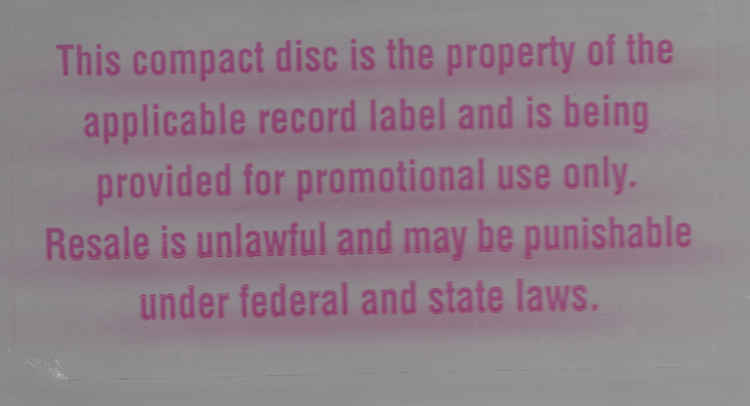 This compact disc is the property of the
applicable record label and is being
provided for promotional use only.
Resale is unlawful and may be punishable
under federal and state laws.